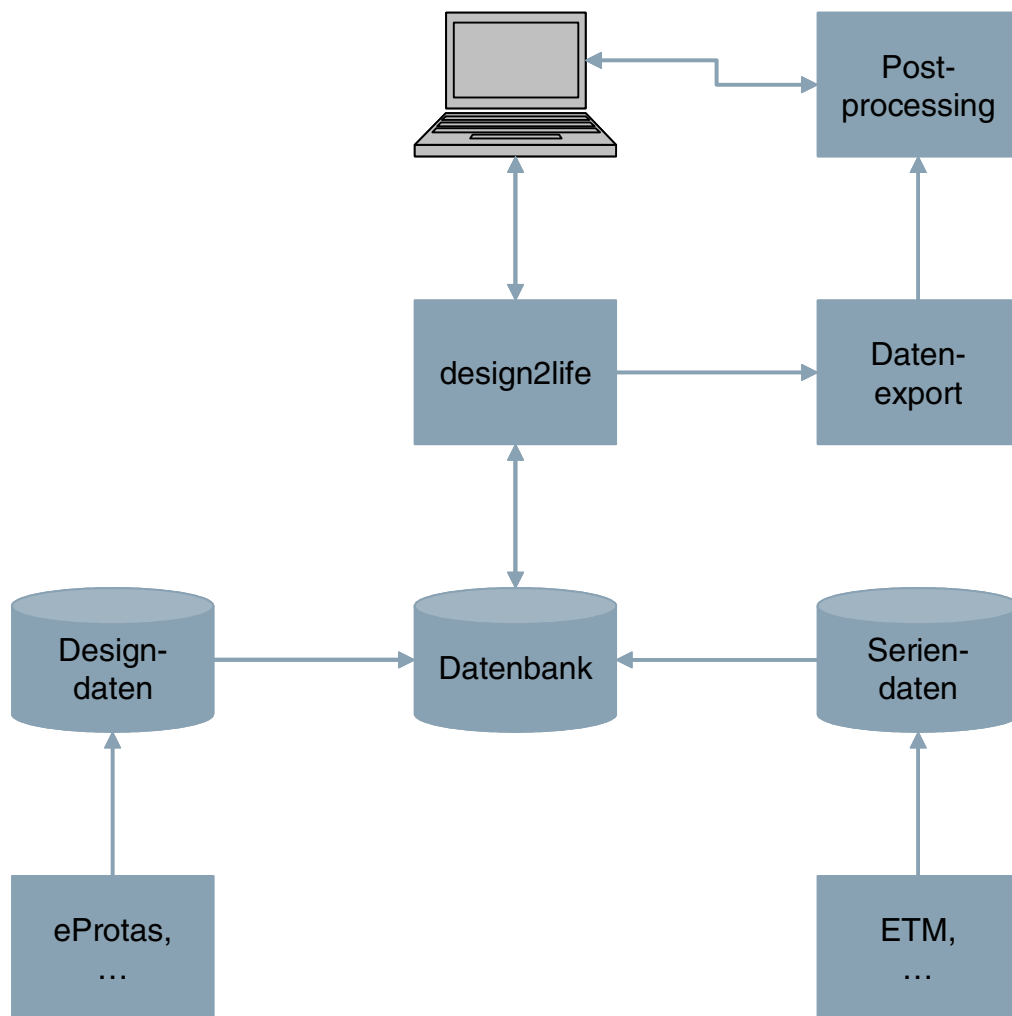 Post-
processing
design2life
Daten-
export
Design-
daten
Datenbank
Serien-
daten
eProtas,
…
ETM,
…